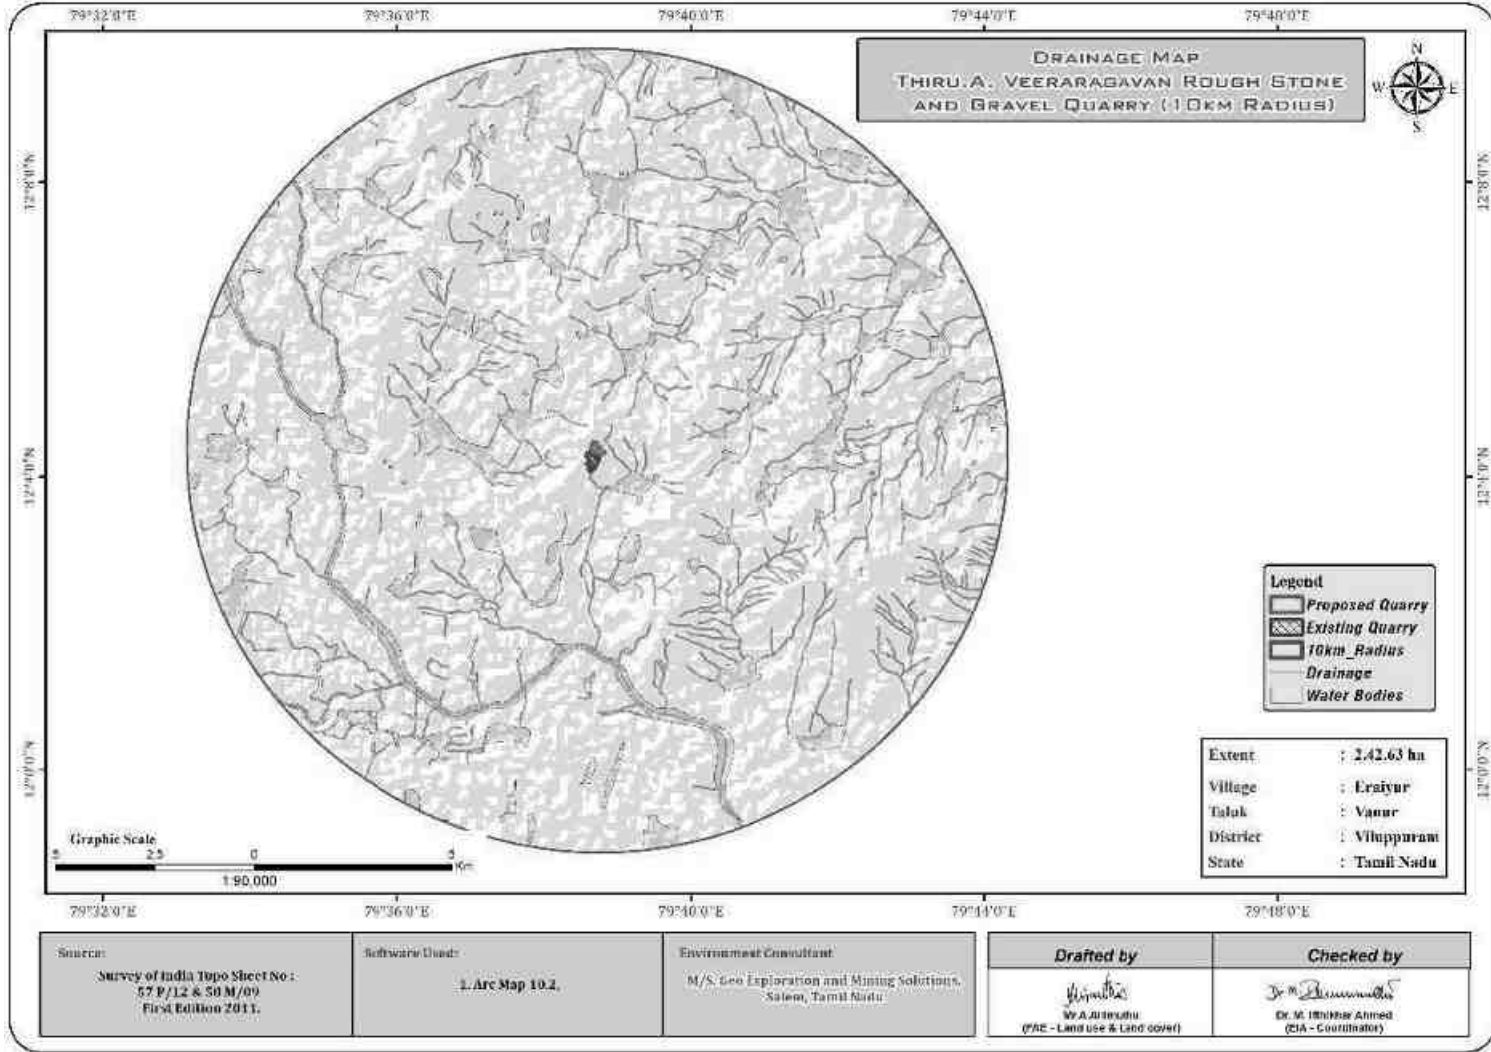 79°32'0"E 79°36'0"E 79°40'0"E 79°44'0"E 79°48'0"E
DRAINAGE MAP
THIRU.A. VEERARAGAVAN ROUGH STONE
AND GRAVEL QUARRY (10KM RADIUS)
N
W E
S
12°8'0"N 12°8'0"N
12°4'0"N 12°4'0"N
12°0'0"N 12°0'0"N
Legend
Proposed Quarry
Existing Quarry
10km_Radius
Drainage
Water Bodies
Extent : 2.42.63 ha
Village : Eraiyur
Taluk : Vanur
District : Viluppuram
State : Tamil Nadu
Graphic Scale
5 2.5 0 5
Km
1:90,000
79°32'0"E 79°36'0"E 79°40'0"E 79°44'0"E 79°48'0"E
Source:
Survey of India Topo Sheet No :
57 P/12 & 58 M/09
First Edition 2011.
Software Used:
1. Arc Map 10.2.
Environment Consultant
M/S. Geo Exploration and Mining Solutions,
Salem, Tamil Nadu
Drafted by
Mr.A.Allimuthu
(FAE - Land use & Land cover)
Checked by
Dr. M. Ifthikhar Ahmed
(EIA - Coordinator)